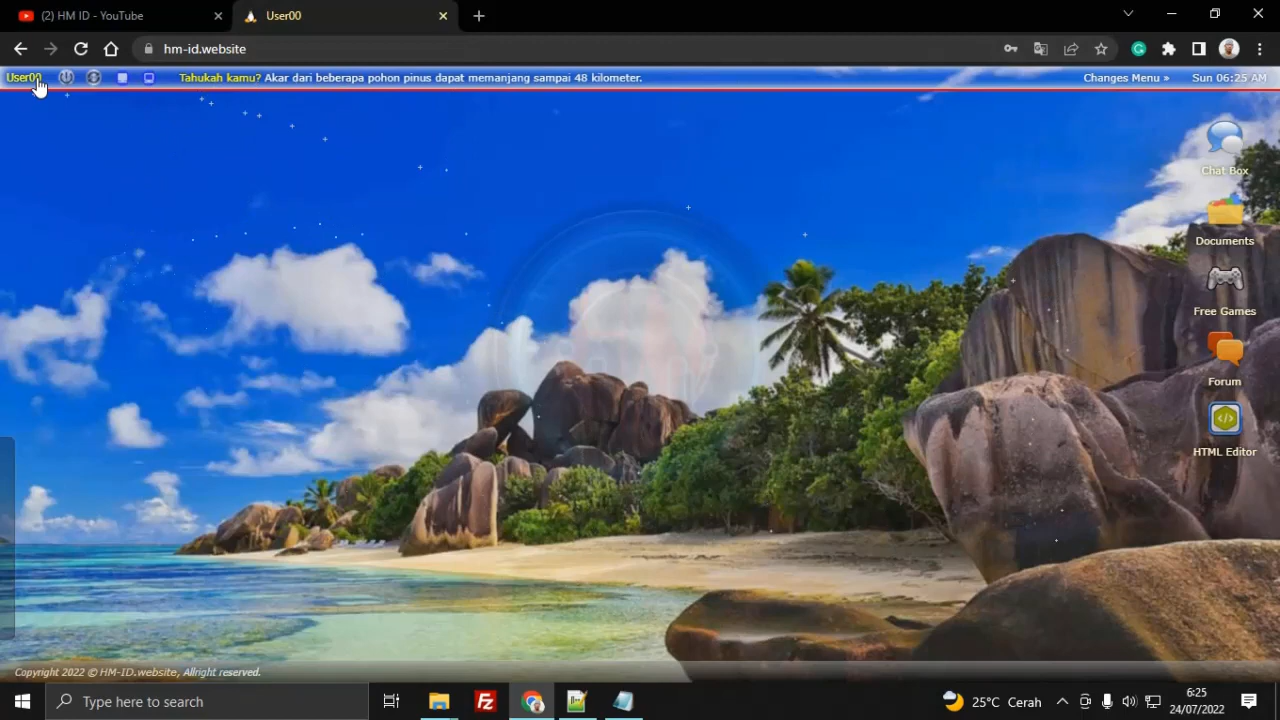 (2) HM ID - YouTube
User00
hm-id.website
User00
Tahukah kamu? Akar dari beberapa pohon pinus dapat memanjang sampai 48 kilometer.
Changes Menu »
Sun 06:25 AM
Chat Box
Documents
Free Games
Forum
HTML Editor
Copyright 2022 © HM-ID.website, Allright reserved.
Type here to search
25°C Cerah
6:25
24/07/2022